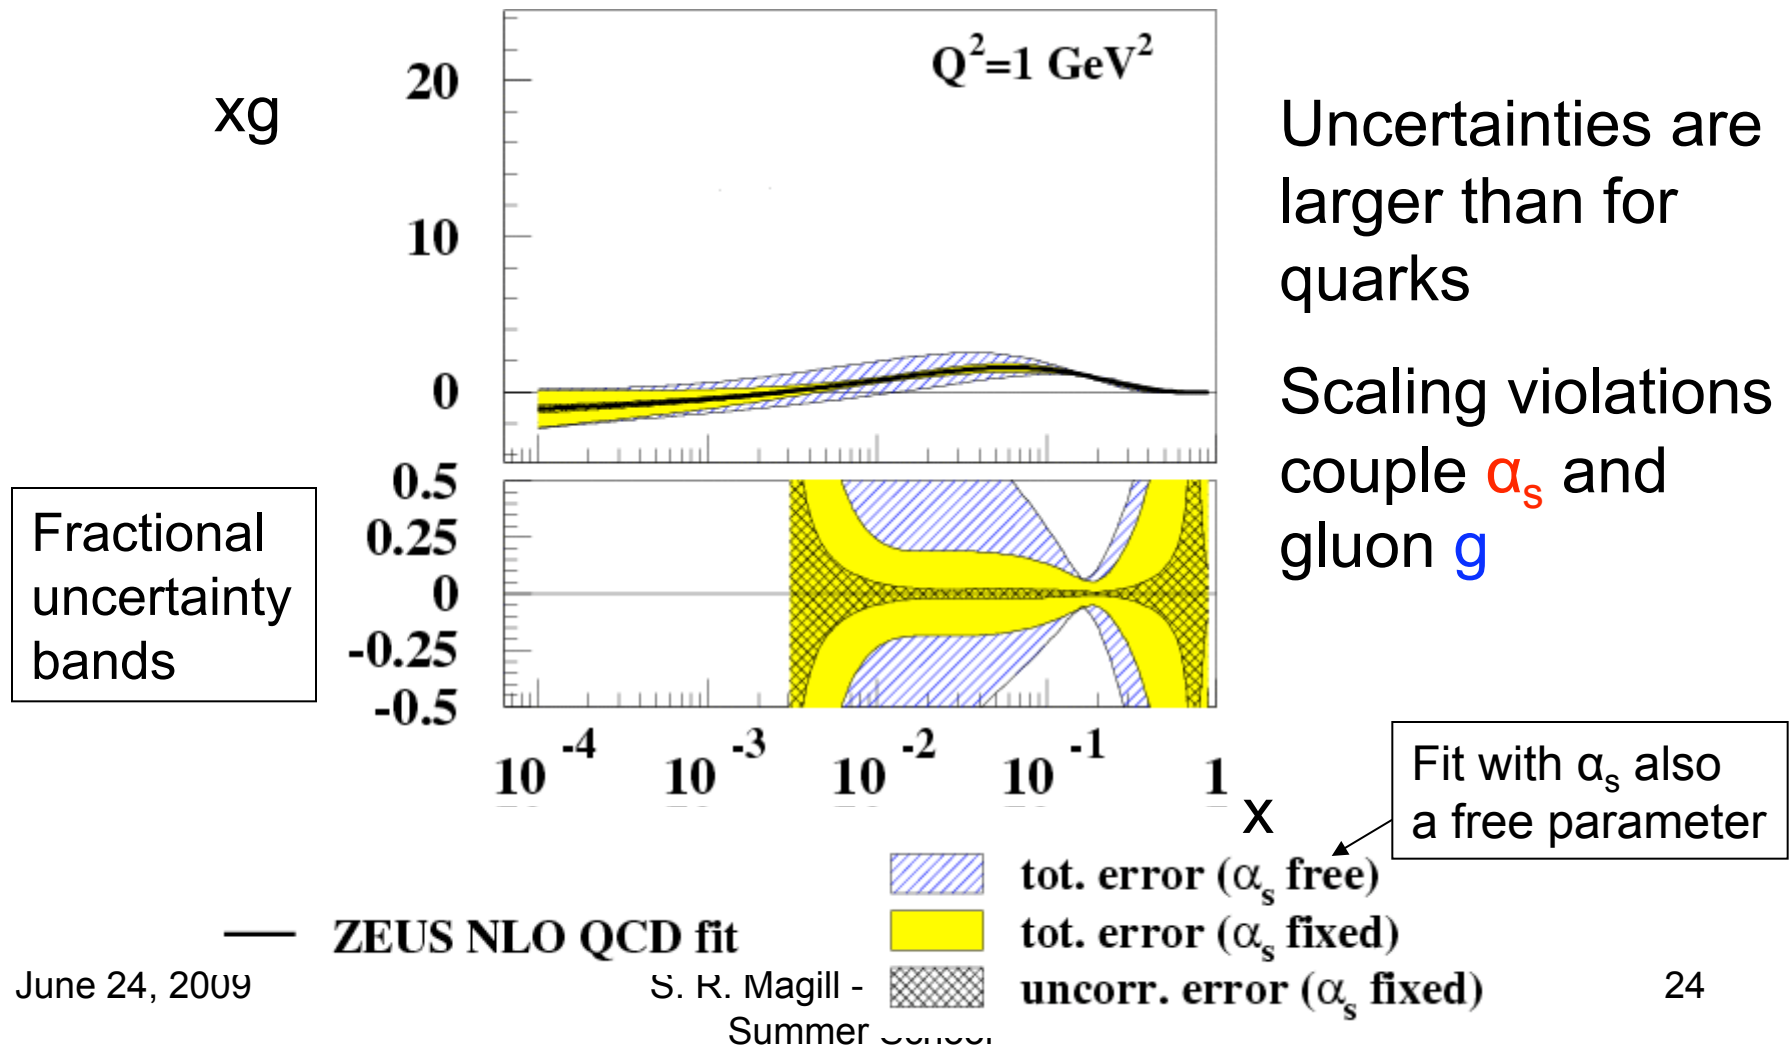 Q²=1 GeV²
xg
20
10
0
Uncertainties are
larger than for
quarks
Scaling violations
couple αₛ and
gluon g
Fractional
uncertainty
bands
0.5
0.25
0
-0.25
-0.5
10⁻⁴ 10⁻³ 10⁻² 10⁻¹ 1
x
Fit with αₛ also
a free parameter
tot. error (αₛ free)
ZEUS NLO QCD fit
tot. error (αₛ fixed)
uncorr. error (αₛ fixed)
June 24, 2009
S. R. Magill -
Summer School
24